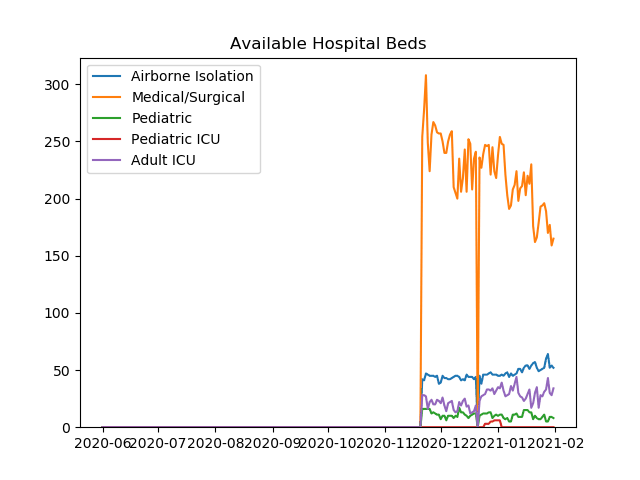 Available Hospital Beds
Airborne Isolation
Medical/Surgical
Pediatric
Pediatric ICU
Adult ICU
300
250
200
150
100
50
0
2020-06 2020-07 2020-08 2020-09 2020-10 2020-11 2020-12 2021-01 2021-02